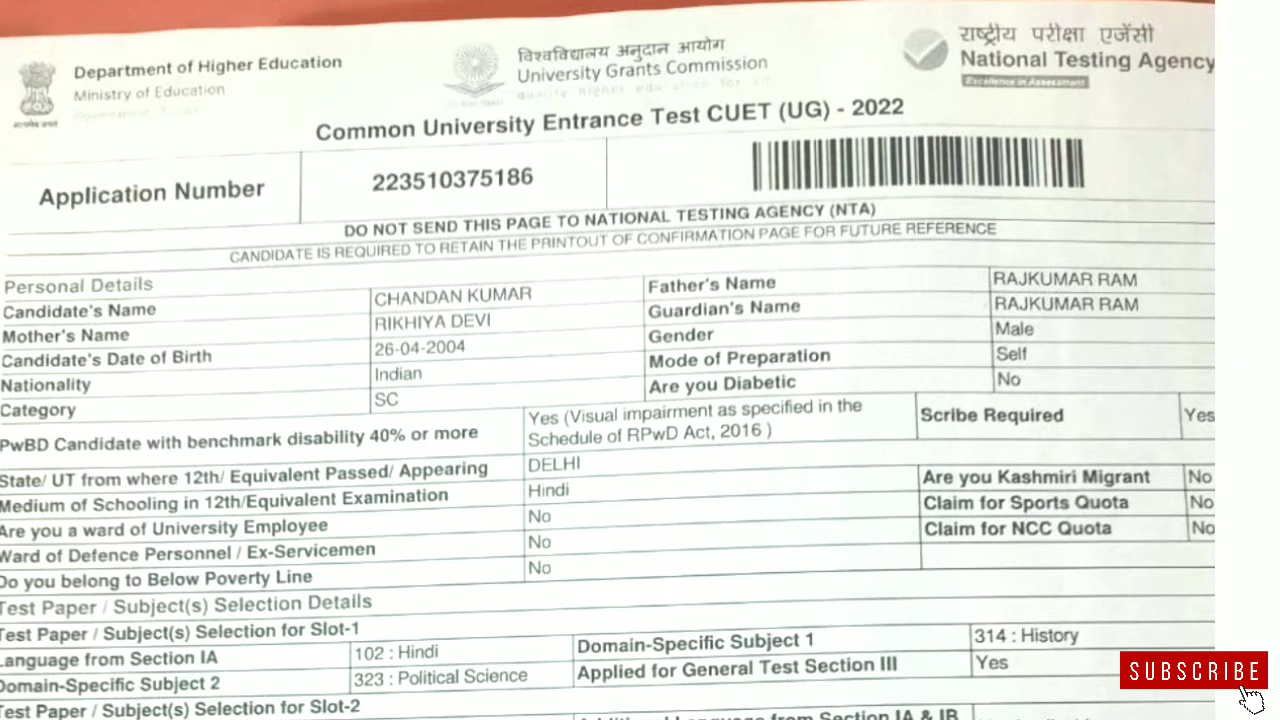 Department of Higher Education
Ministry of Education
विश्वविद्यालय अनुदान आयोग
University Grants Commission
quality higher education for all
राष्ट्रीय परीक्षा एजेंसी
National Testing Agency
Excellence in Assessment
Common University Entrance Test CUET (UG) - 2022
Application Number 223510375186
DO NOT SEND THIS PAGE TO NATIONAL TESTING AGENCY (NTA)
CANDIDATE IS REQUIRED TO RETAIN THE PRINTOUT OF CONFIRMATION PAGE FOR FUTURE REFERENCE
Personal Details
Candidate's Name CHANDAN KUMAR Father's Name RAJKUMAR RAM
Mother's Name RIKHIYA DEVI Guardian's Name RAJKUMAR RAM
Candidate's Date of Birth 26-04-2004 Gender Male
Nationality Indian Mode of Preparation Self
Category SC Are you Diabetic No
PwBD Candidate with benchmark disability 40% or more Yes (Visual impairment as specified in the
Schedule of RPwD Act, 2016 ) Scribe Required Yes
State/ UT from where 12th/ Equivalent Passed/ Appearing DELHI
Medium of Schooling in 12th/Equivalent Examination Hindi Are you Kashmiri Migrant No
Are you a ward of University Employee No Claim for Sports Quota No
Ward of Defence Personnel / Ex-Servicemen No Claim for NCC Quota No
Do you belong to Below Poverty Line No
Test Paper / Subject(s) Selection Details
Test Paper / Subject(s) Selection for Slot-1
Language from Section IA 102 : Hindi Domain-Specific Subject 1 314 : History
Domain-Specific Subject 2 323 : Political Science Applied for General Test Section III Yes
Test Paper / Subject(s) Selection for Slot-2
Language from Section IA & IB
SUBSCRIBE